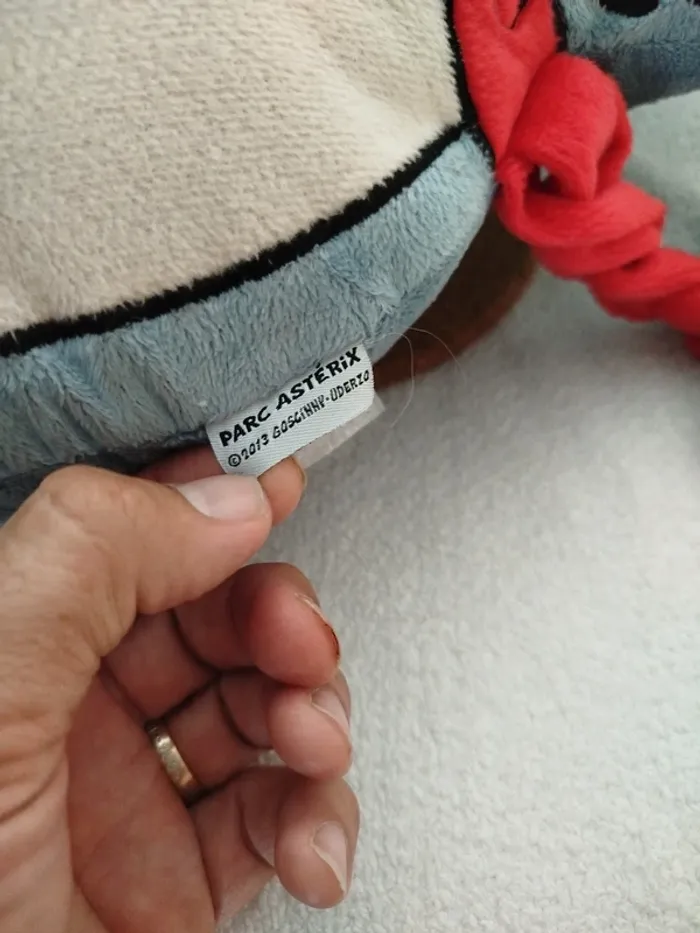 PARC ASTÉRiX
©2013 GOSCINNY-UDERZO